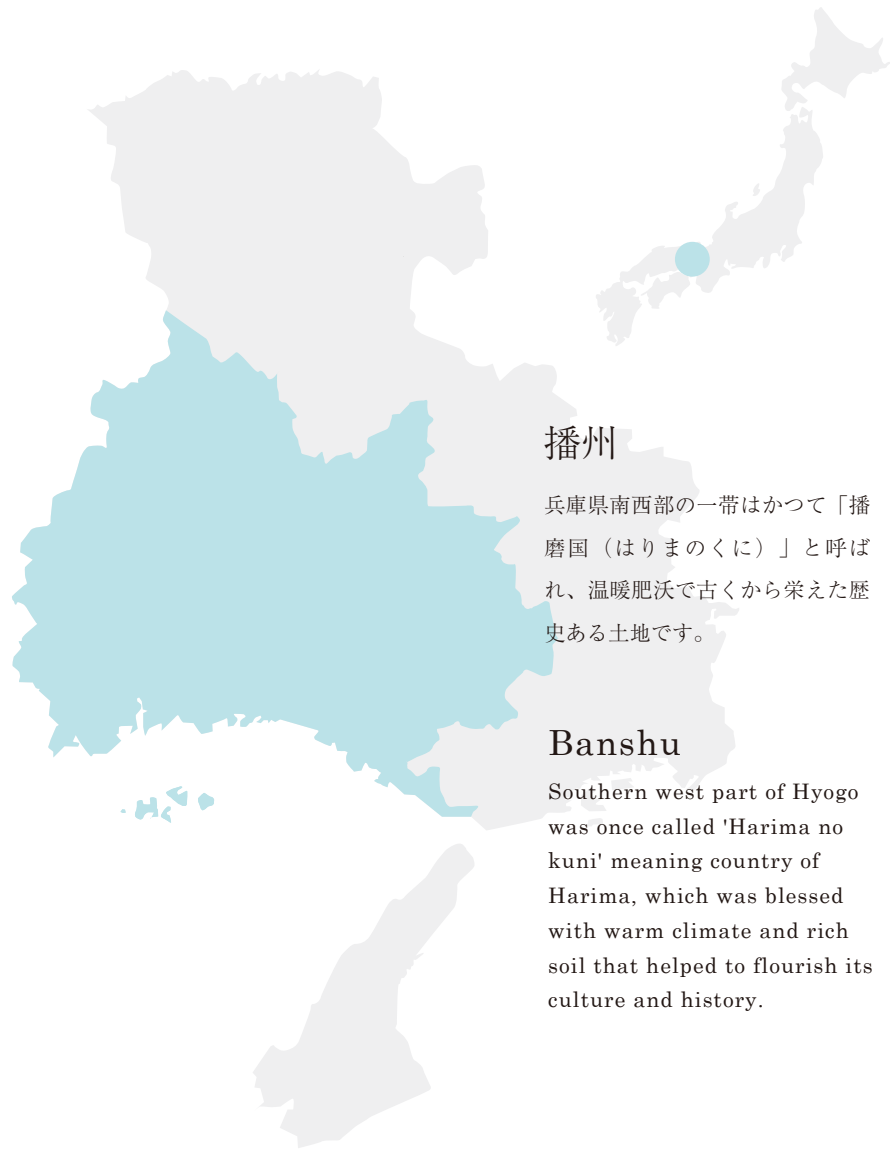 播州
兵庫県南西部の一帯はかつて「播
磨国（はりまのくに）」と呼ば
れ、温暖肥沃で古くから栄えた歴
史ある土地です。
Banshu
Southern west part of Hyogo
was once called 'Harima no
kuni' meaning country of
Harima, which was blessed
with warm climate and rich
soil that helped to flourish its
culture and history.